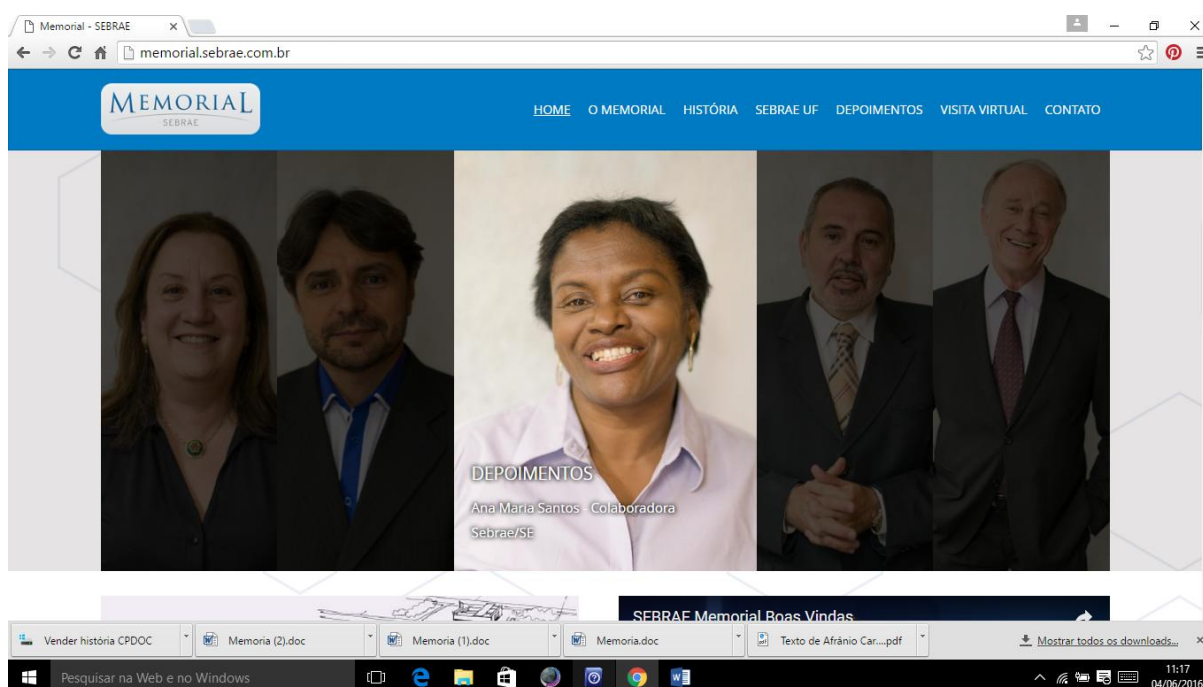 Memorial - SEBRAE
memorial.sebrae.com.br
MEMORIAL
SEBRAE
HOME O MEMORIAL HISTÓRIA SEBRAE UF DEPOIMENTOS VISITA VIRTUAL CONTATO
DEPOIMENTOS
Ana Maria Santos - Colaboradora
Sebrae/SE
SEBRAE Memorial Boas Vindas
Vender história CPDOC Memoria (2).doc Memoria (1).doc Memoria.doc Texto de Afrânio Car....pdf Mostrar todos os downloads...
Pesquisar na Web e no Windows
11:17
04/06/2016